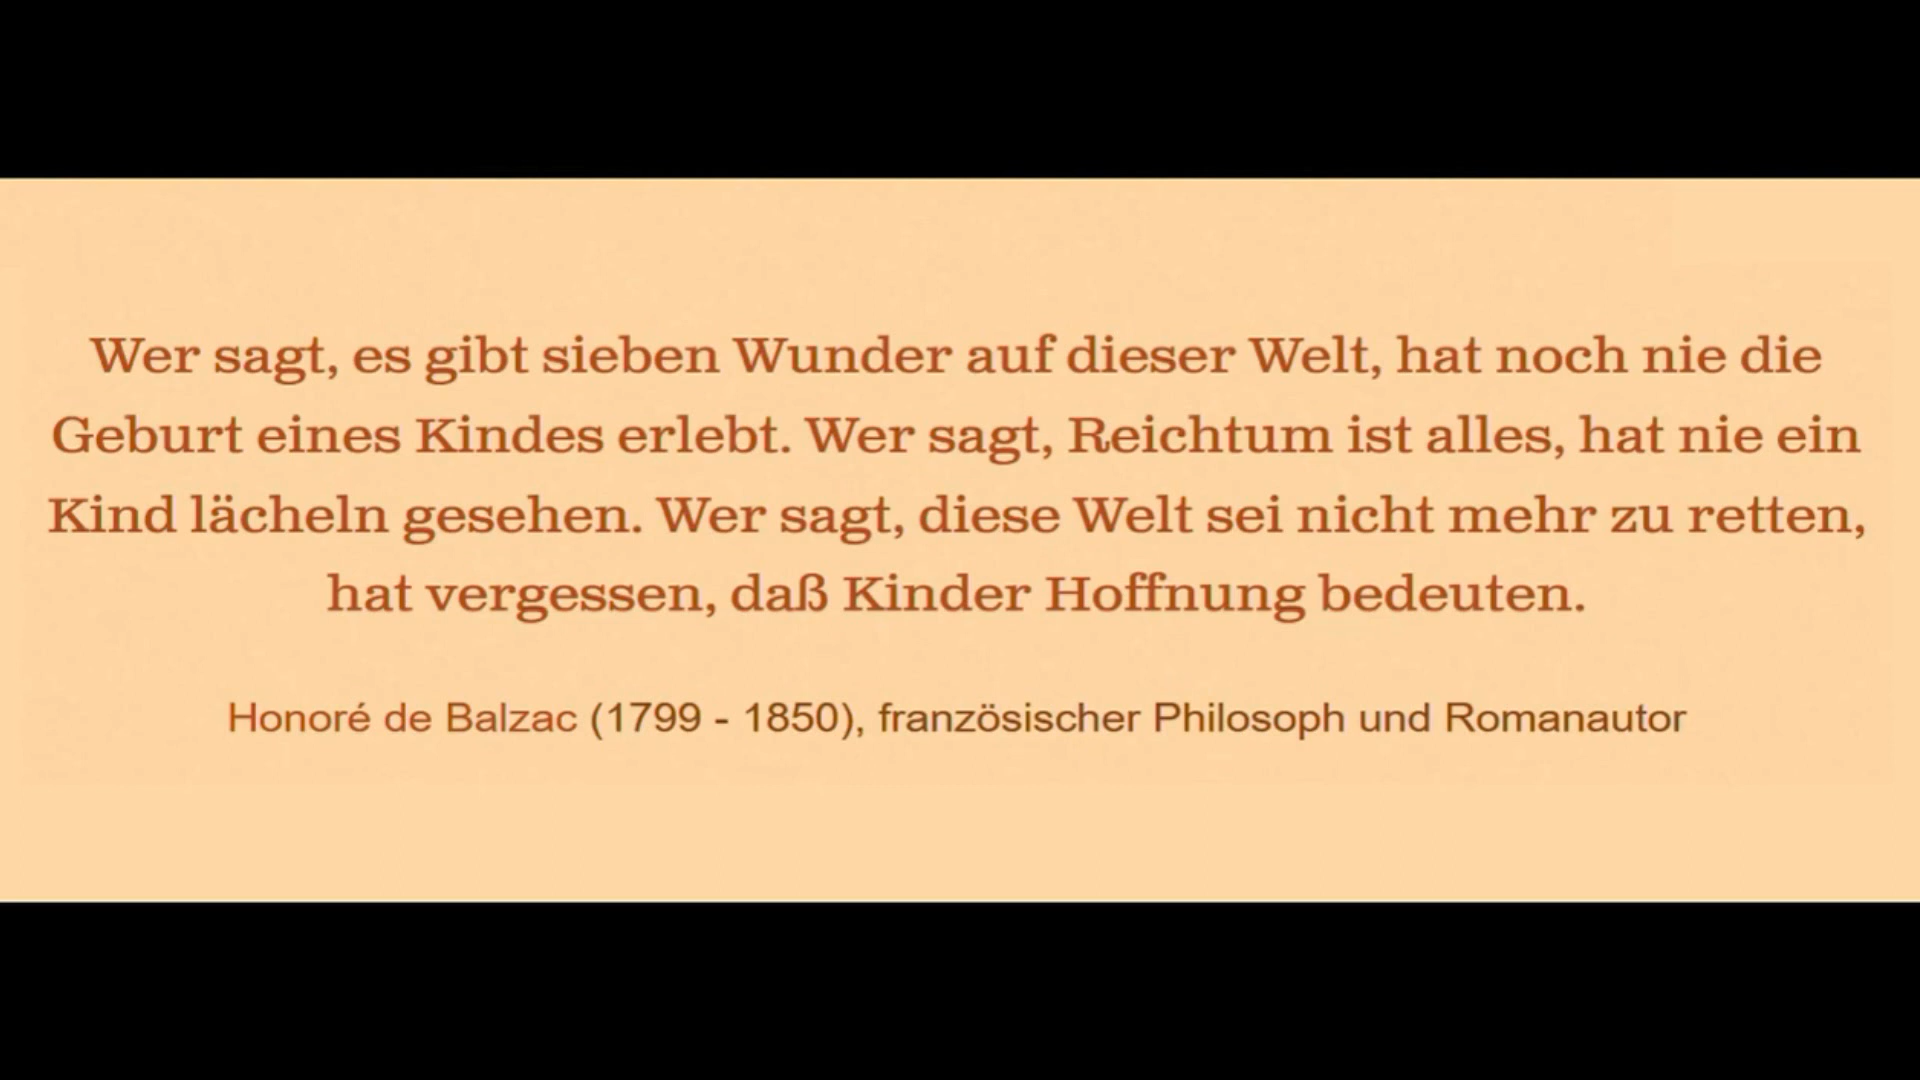 Wer sagt, es gibt sieben Wunder auf dieser Welt, hat noch nie die
Geburt eines Kindes erlebt. Wer sagt, Reichtum ist alles, hat nie ein
Kind lächeln gesehen. Wer sagt, diese Welt sei nicht mehr zu retten,
hat vergessen, daß Kinder Hoffnung bedeuten.
Honoré de Balzac (1799 - 1850), französischer Philosoph und Romanautor